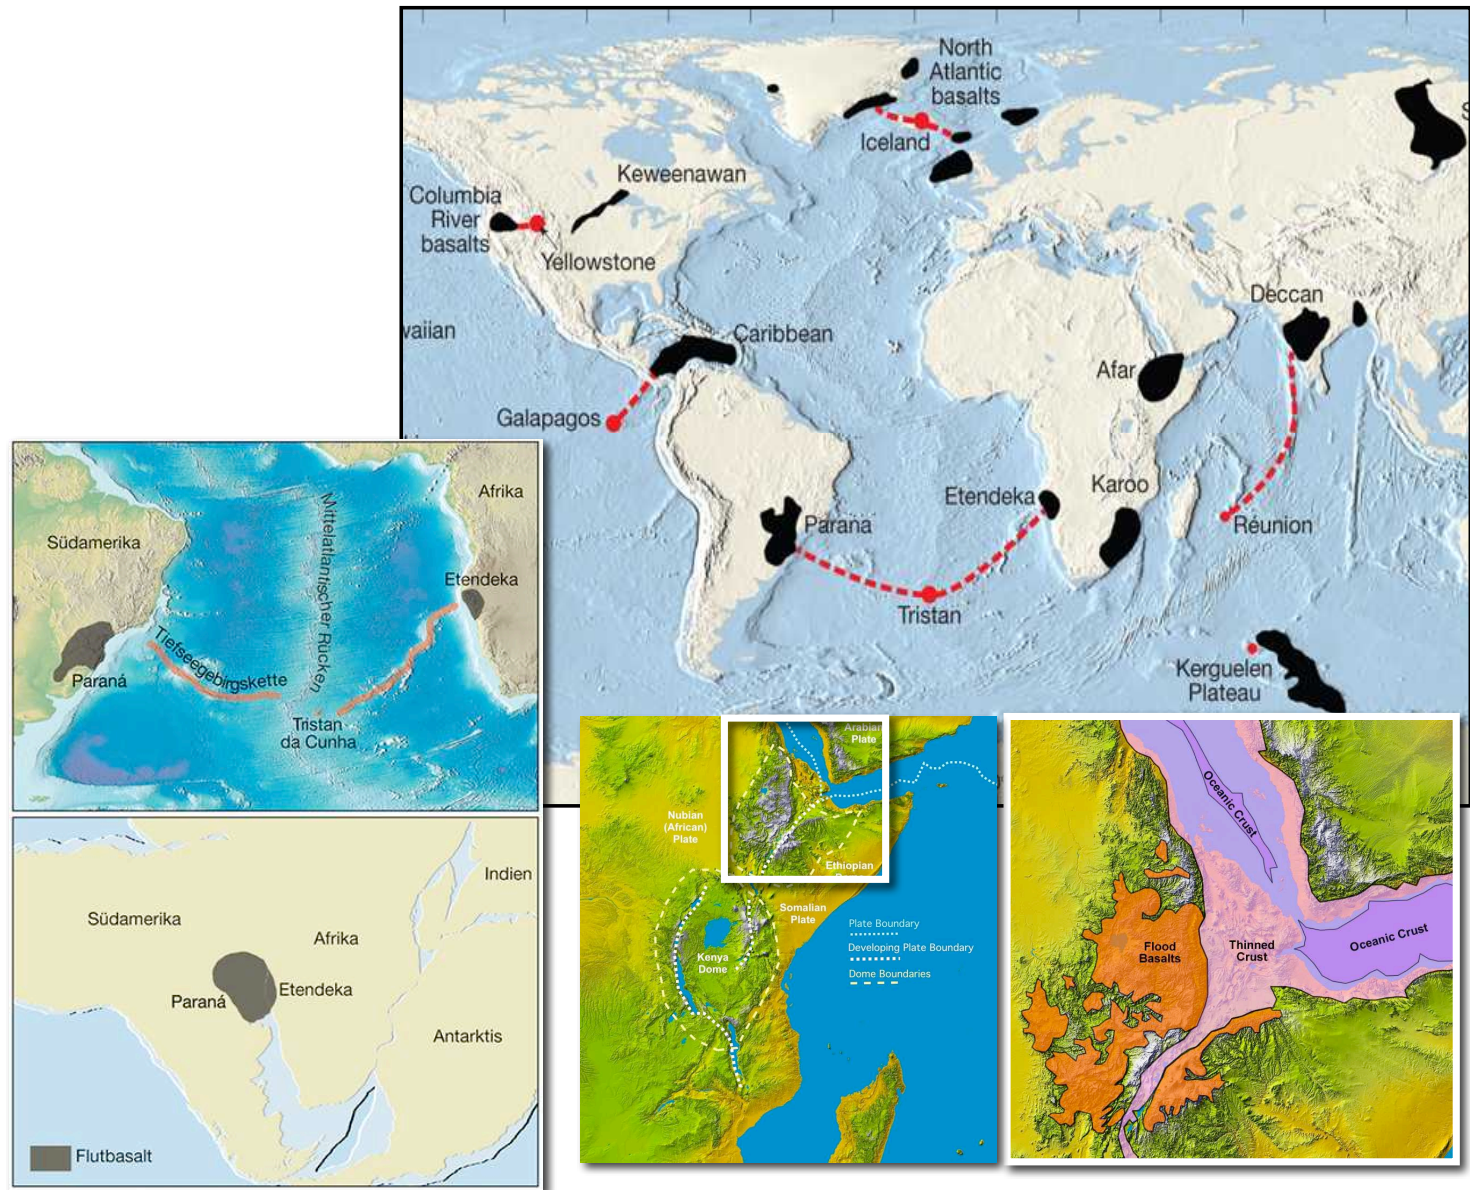 North
Atlantic
basalts
Iceland
Keweenawan
Columbia
River
basalts
Yellowstone
Deccan
waiian
Caribbean
Afar
Galapagos
Etendeka
Karoo
Parana
Réunion
Tristan
Kerguelen
Plateau
S
Afrika
Südamerika
Mittelatlantischer Rücken
Etendeka
Tiefseegebirgskette
Paraná
Tristan
da Cunha
Indien
Südamerika
Afrika
Paraná
Etendeka
Antarktis
Flutbasalt
Arabian
Plate
Nubian
(African)
Plate
Ethiopian
Somalian
Plate
Kenya
Dome
Plate Boundary
Developing Plate Boundary
Dome Boundaries
Oceanic Crust
Flood
Basalts
Thinned
Crust
Oceanic Crust